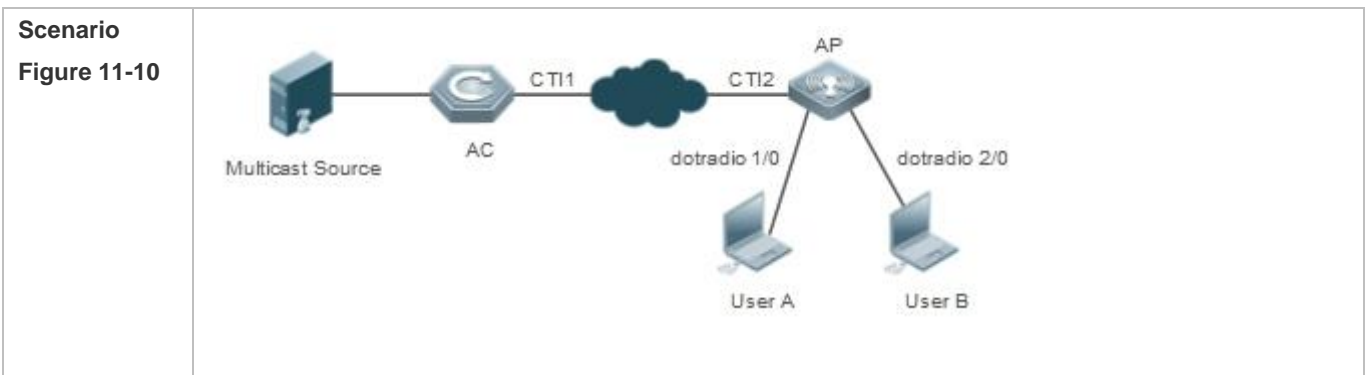 Scenario
Figure 11-10
AP
CTI1
CTI2
AC
Multicast Source
dotradio 1/0
dotradio 2/0
User A
User B